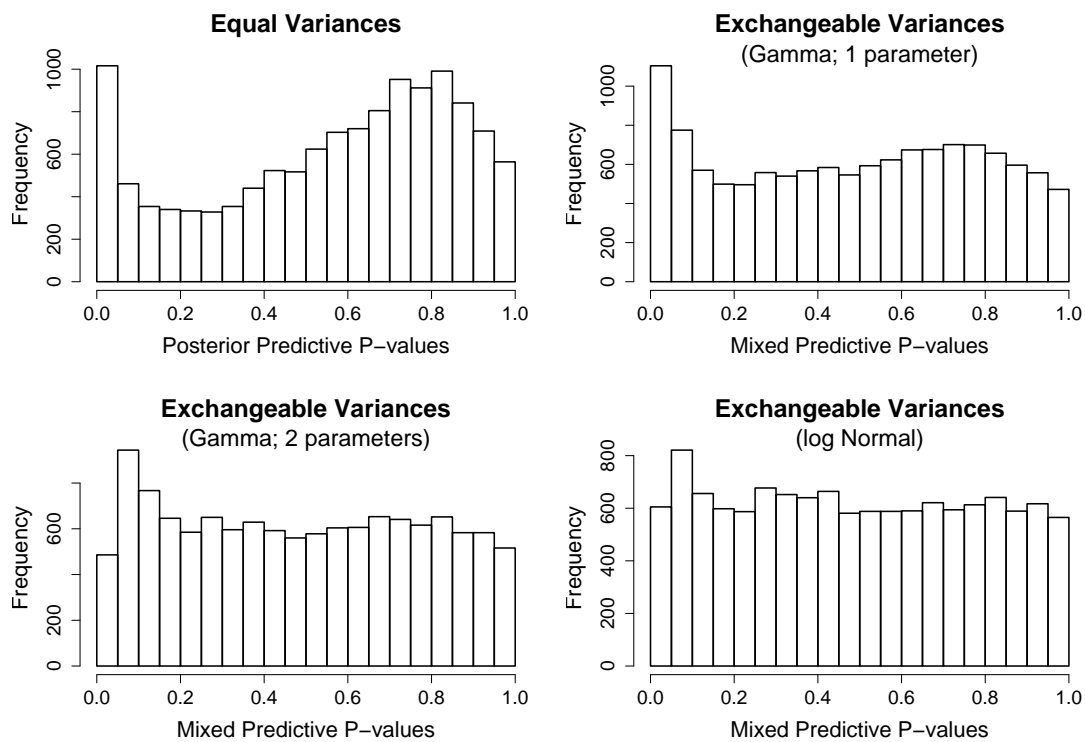 Equal Variances
Frequency
0
200
600
1000
0.0
0.2
0.4
0.6
0.8
1.0
Posterior Predictive P−values
Exchangeable Variances
(Gamma; 1 parameter)
Frequency
0
200
600
1000
0.0
0.2
0.4
0.6
0.8
1.0
Mixed Predictive P−values
Exchangeable Variances
(Gamma; 2 parameters)
Frequency
0
200
600
0.0
0.2
0.4
0.6
0.8
1.0
Mixed Predictive P−values
Exchangeable Variances
(log Normal)
Frequency
0
200
400
600
800
0.0
0.2
0.4
0.6
0.8
1.0
Mixed Predictive P−values